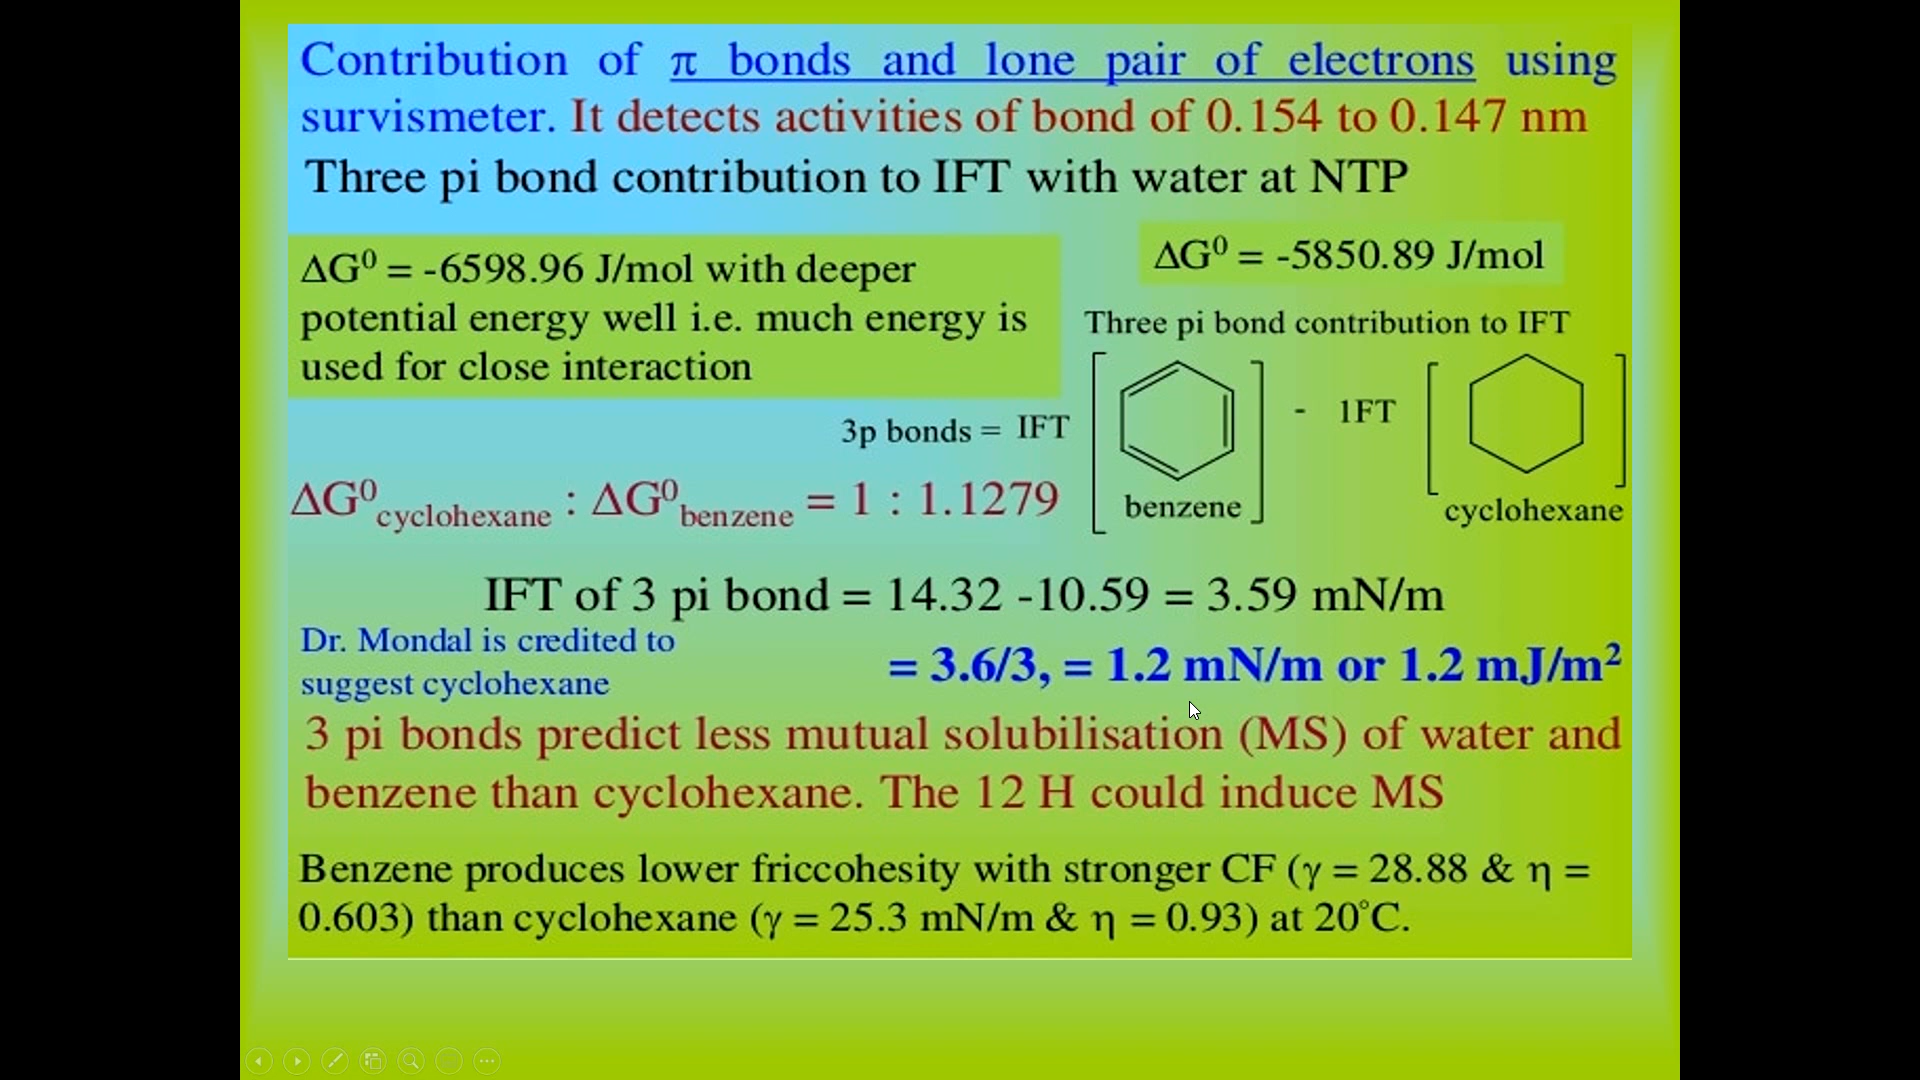 Contribution of π bonds and lone pair of electrons using
survismeter. It detects activities of bond of 0.154 to 0.147 nm
Three pi bond contribution to IFT with water at NTP
ΔG⁰ = -6598.96 J/mol with deeper
potential energy well i.e. much energy is
used for close interaction
ΔG⁰ = -5850.89 J/mol
Three pi bond contribution to IFT
3p bonds = IFT
- 1FT
benzene
cyclohexane
ΔG⁰cyclohexane : ΔG⁰benzene = 1 : 1.1279
IFT of 3 pi bond = 14.32 -10.59 = 3.59 mN/m
Dr. Mondal is credited to
suggest cyclohexane
= 3.6/3, = 1.2 mN/m or 1.2 mJ/m²
3 pi bonds predict less mutual solubilisation (MS) of water and
benzene than cyclohexane. The 12 H could induce MS
Benzene produces lower friccohesity with stronger CF (γ = 28.88 & η =
0.603) than cyclohexane (γ = 25.3 mN/m & η = 0.93) at 20°C.